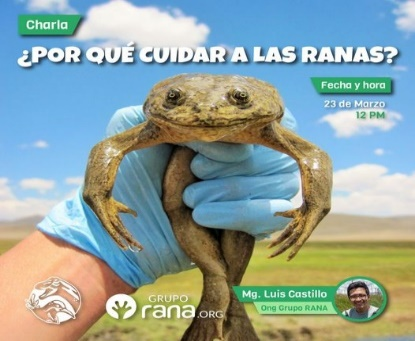 Charla
¿POR QUÉ CUIDAR A LAS RANAS?
Fecha y hora
23 de Marzo
12 PM
GRUPO
rana.ORG
Mg. Luis Castillo
Ong Grupo RANA